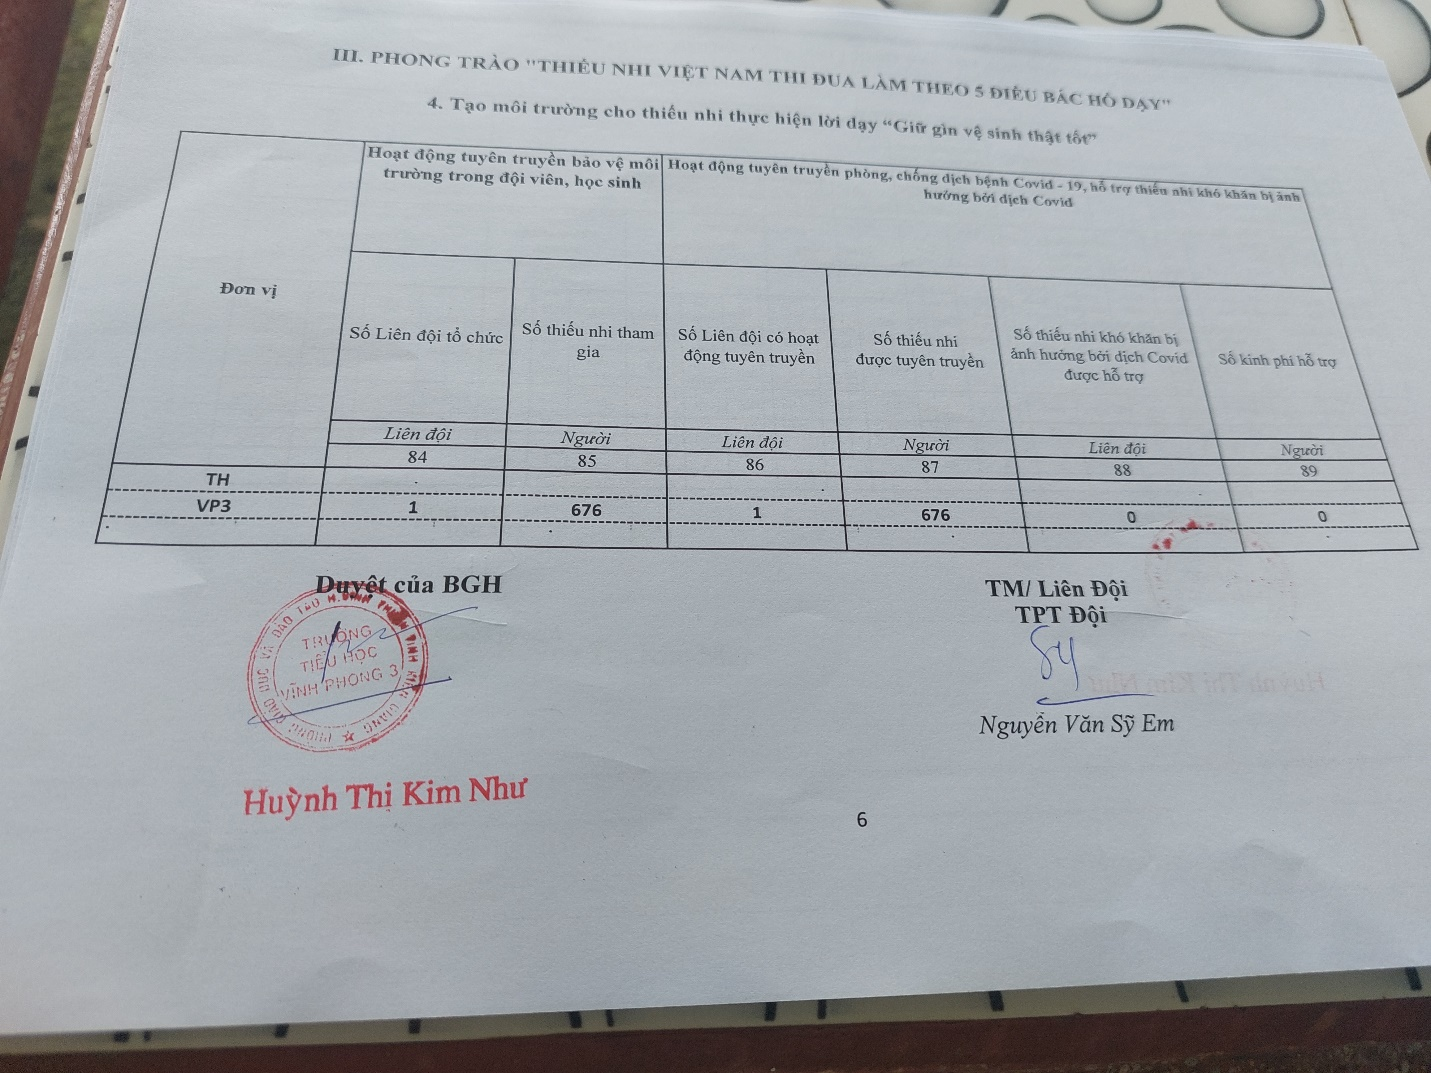 III. PHONG TRÀO "THIẾU NHI VIỆT NAM THI ĐUA LÀM THEO 5 ĐIỀU BÁC HỒ DẠY"
4. Tạo môi trường cho thiếu nhi thực hiện lời dạy “Giữ gìn vệ sinh thật tốt”
Hoạt động tuyên truyền bảo vệ môi
trường trong đội viên, học sinh
Hoạt động tuyên truyền phòng, chống dịch bệnh Covid - 19, hỗ trợ thiếu nhi khó khăn bị ảnh
hưởng bởi dịch Covid
Đơn vị
Số Liên đội tổ chức
Số thiếu nhi tham
gia
Số Liên đội có hoạt
động tuyên truyền
Số thiếu nhi
được tuyên truyền
Số thiếu nhi khó khăn bị
ảnh hưởng bởi dịch Covid
được hỗ trợ
Số kinh phí hỗ trợ
Liên đội Người Liên đội Người Liên đội Người
84 85 86 87 88 89
TH
VP3 1 676 1 676 0 0
Duyệt của BGH
TM/ Liên Đội
TPT Đội
TRƯỜNG
TIỂU HỌC
VĨNH PHONG 3
Nguyễn Văn Sỹ Em
Huỳnh Thị Kim Như
6